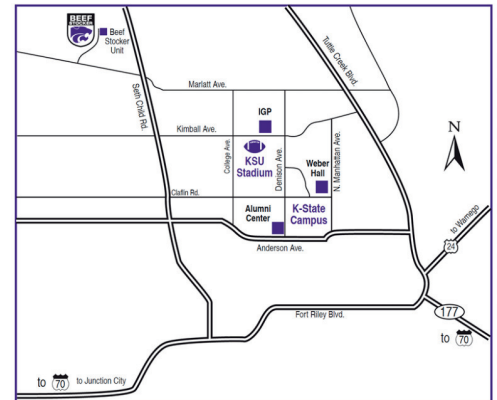 BEEF
STOCKER
Beef
Stocker
Unit
Seth Child Rd.
Tuttle Creek Blvd.
Marlatt Ave.
IGP
Kimball Ave.
College Ave.
KSU
Stadium
Denison Ave.
Weber
Hall
N. Manhattan Ave.
N
Claflin Rd.
Alumni
Center
K-State
Campus
Anderson Ave.
to Wamego
24
Fort Riley Blvd.
177
to 70
to 70 to Junction City